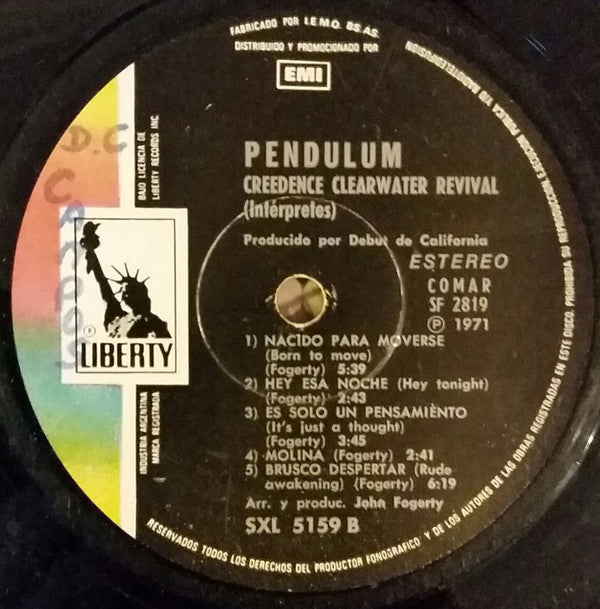 FABRICADO POR I.E.M.O. BS.AS.
DISTRIBUIDO Y PROMOCIONADO POR
EMI
PENDULUM
CREEDENCE CLEARWATER REVIVAL
(Intérpretes)
Producido por Debut de California
ESTEREO
COMAR
SF 2819
Ⓟ 1971
BAJO LICENCIA DE
LIBERTY RECORDS INC
D.C
®
LIBERTY
INDUSTRIA ARGENTINA
MARCA REGISTRADA
1) NACIDO PARA MOVERSE
(Born to move)
(Fogerty) 5:39
2) HEY ESA NOCHE (Hey tonight)
(Fogerty) 2:43
3) ES SOLO UN PENSAMIÈNTO
(It's just a thought)
(Fogerty) 3:45
4) MOLINA (Fogerty) 2:41
5) BRUSCO DESPERTAR (Rude
awakening) (Fogerty) 6:19
Arr. y produc. John Fogerty
SXL 5159 B
RESERVADOS TODOS LOS DERECHOS DEL PRODUCTOR FONOGRAFICO Y DE LOS AUTORES DE LAS OBRAS REGISTRADAS EN ESTE DISCO. PROHIBIDA SU REPRODUCCION, EJECUCION PUBLICA Y/O RADIOTELEDIFUSION